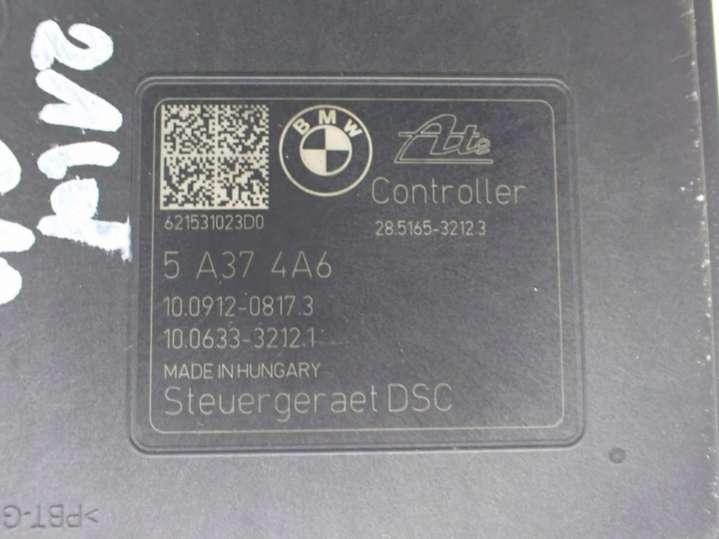 BMW
Ate
Controller
621531023D0
28.5165-3212.3
5 A37 4A6
10.0912-0817.3
10.0633-3212.1
MADE IN HUNGARY
Steuergeraet DSC
>PBT-G